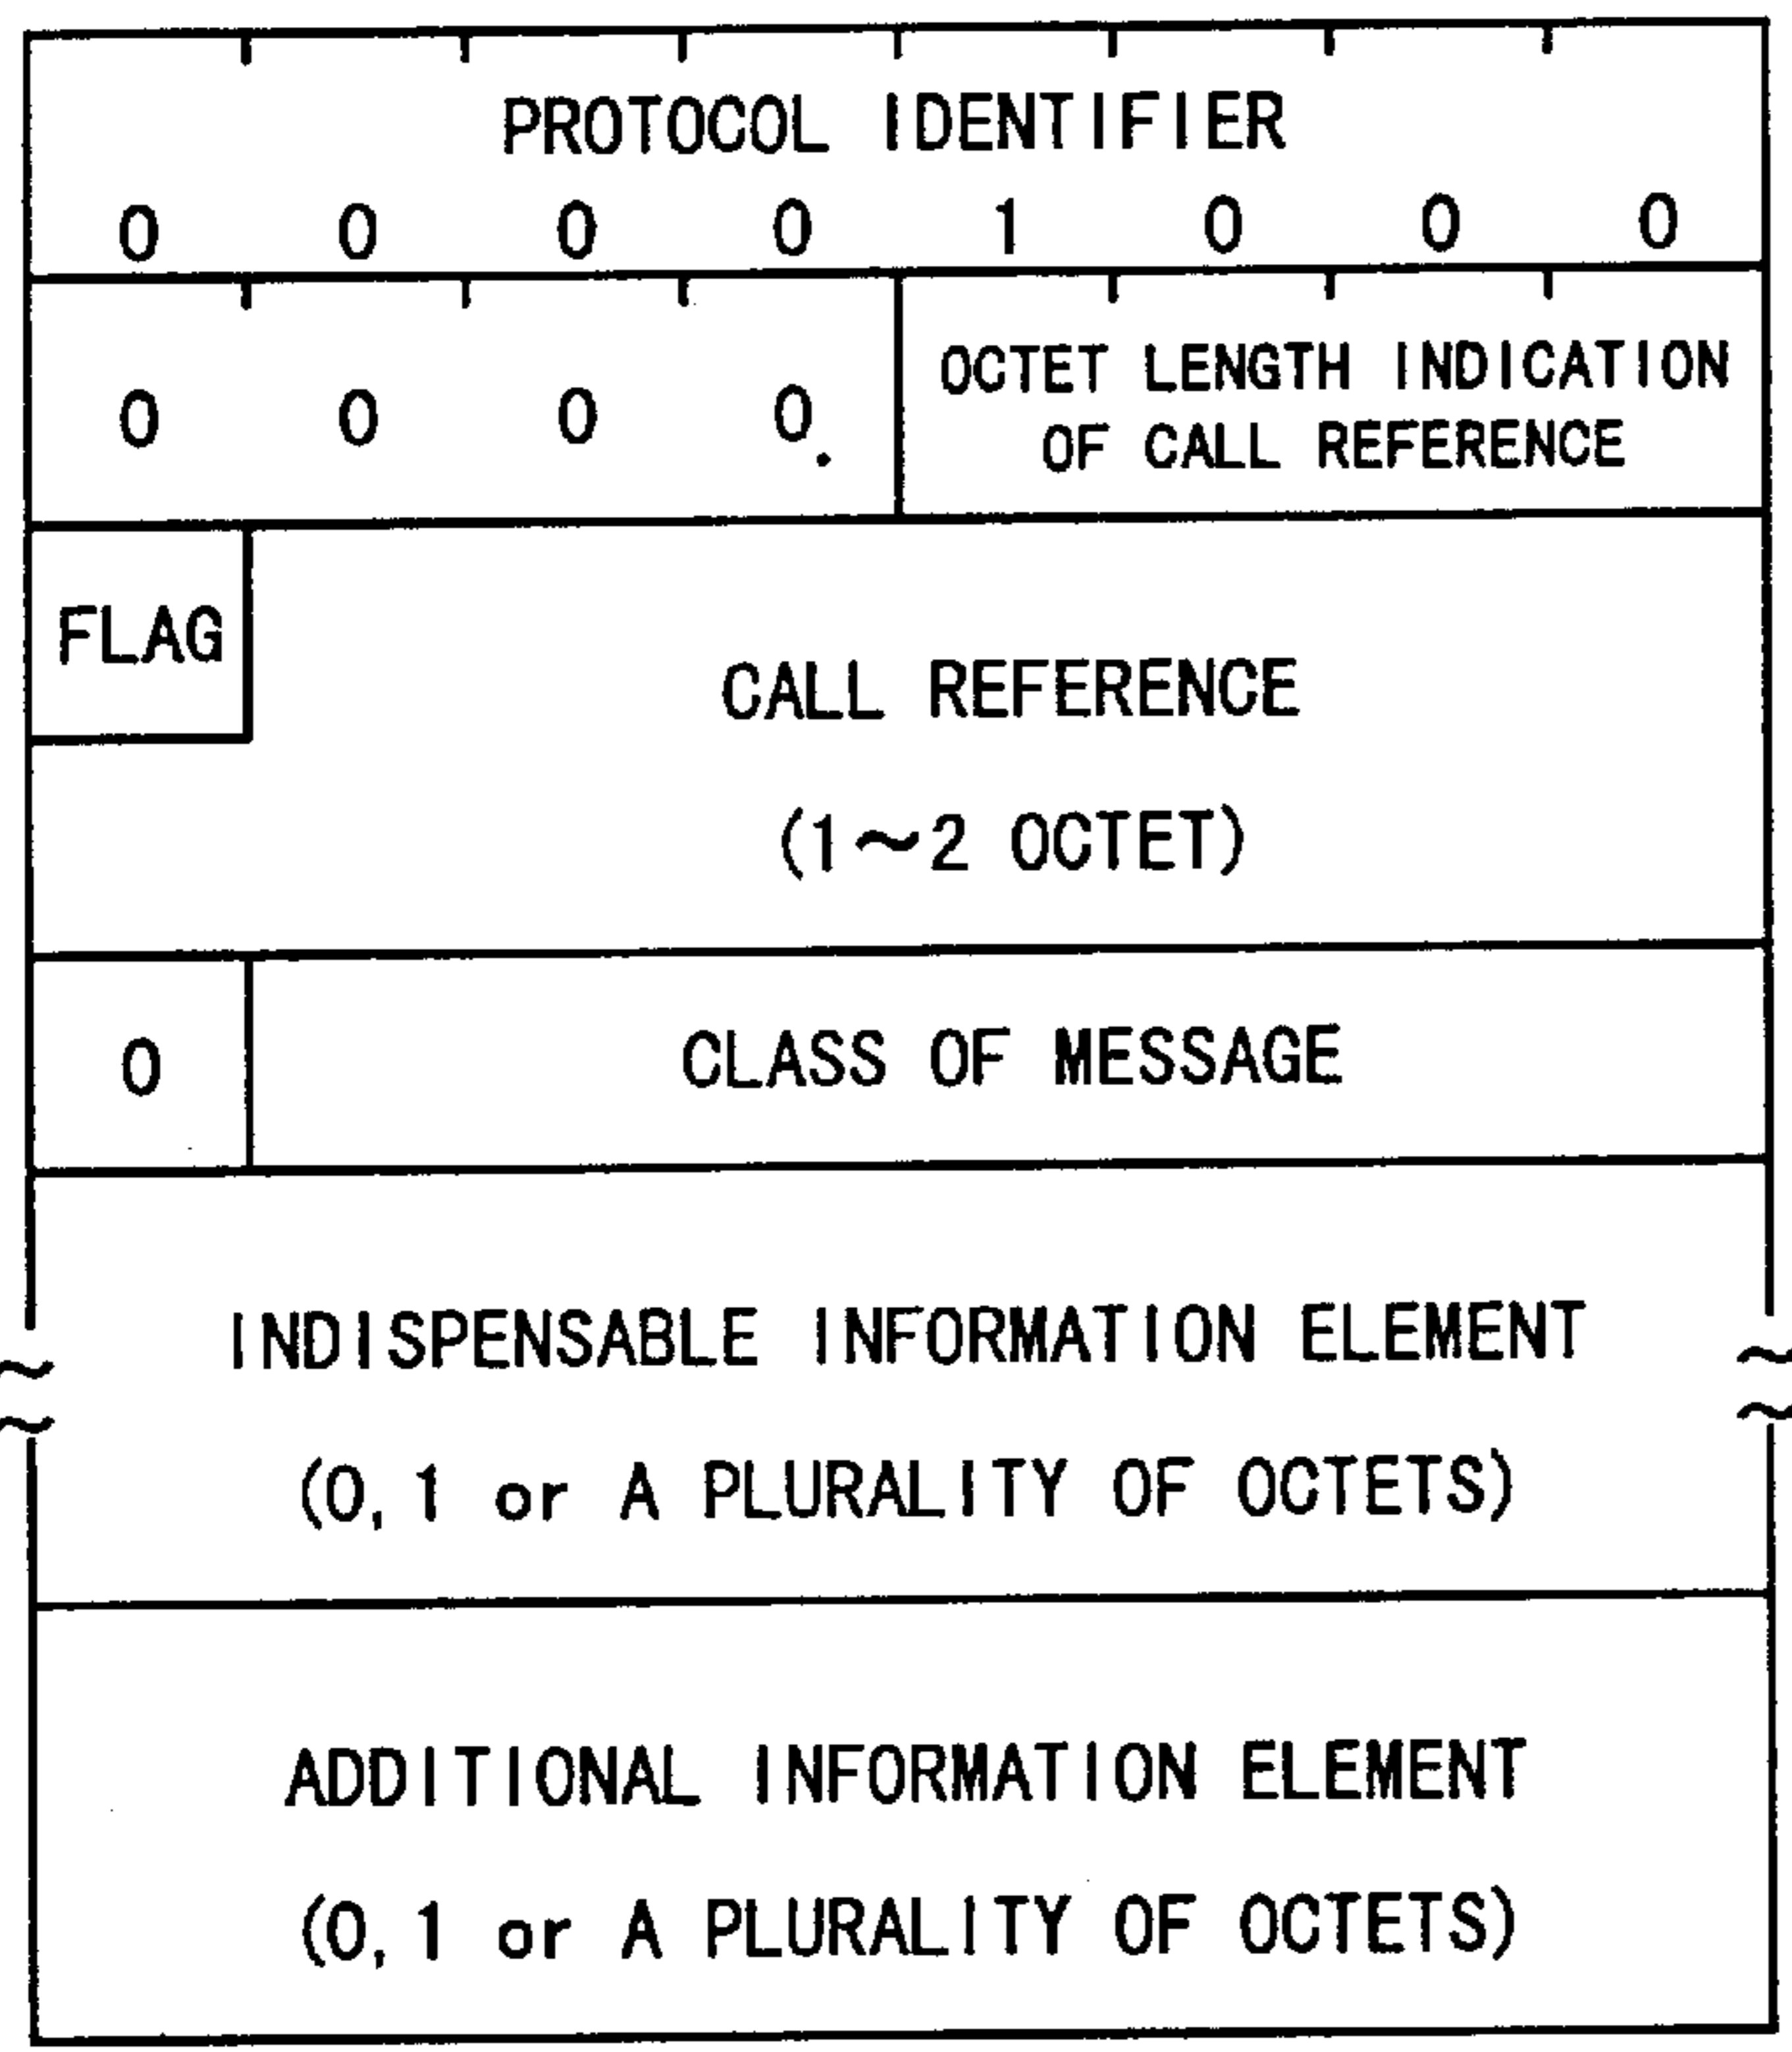 PROTOCOL IDENTIFIER
0 0 0 0 1 0 0 0
0 0 0 0. OCTET LENGTH INDICATION
OF CALL REFERENCE
FLAG
CALL REFERENCE
(1～2 OCTET)
0 CLASS OF MESSAGE
INDISPENSABLE INFORMATION ELEMENT
(0,1 or A PLURALITY OF OCTETS)
ADDITIONAL INFORMATION ELEMENT
(0,1 or A PLURALITY OF OCTETS)